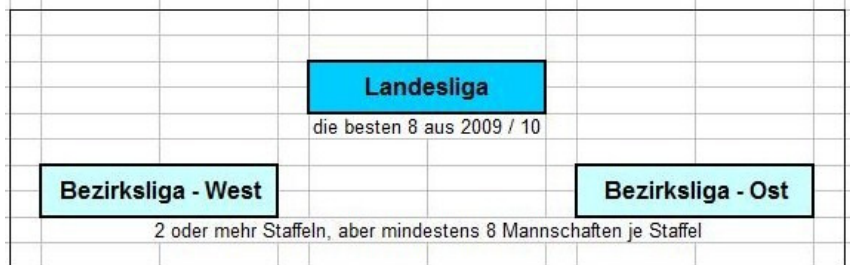 Landesliga
die besten 8 aus 2009 / 10
Bezirksliga - West
Bezirksliga - Ost
2 oder mehr Staffeln, aber mindestens 8 Mannschaften je Staffel